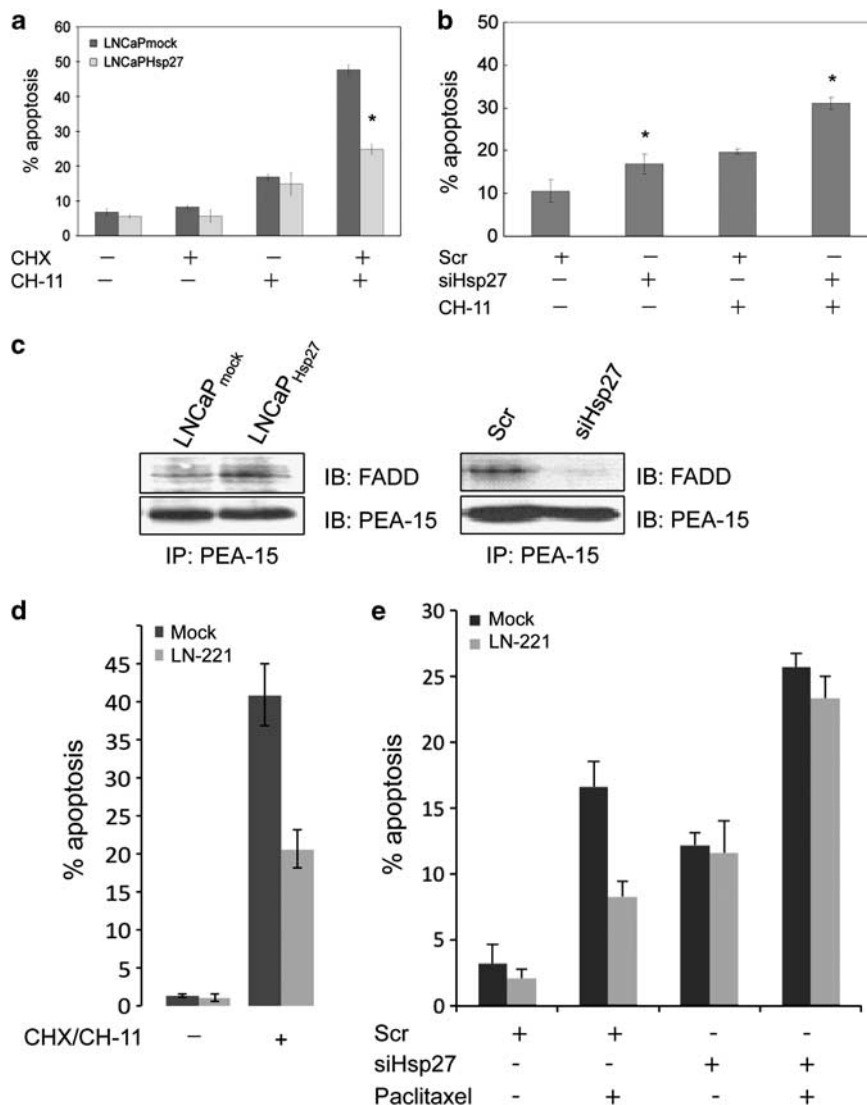 a
LNCaPmock
LNCaPHsp27
60
50
40
30
20
10
0
% apoptosis
CHX − + − +
CH-11 − − + +
b
50
40
30
20
10
0
% apoptosis
*
*
*
Scr + − + −
siHsp27 − + − +
CH-11 − − + +
c
LNCaPmock
LNCaPHsp27
IB: FADD
IB: PEA-15
IP: PEA-15
Scr
siHsp27
IB: FADD
IB: PEA-15
IP: PEA-15
d
Mock
LN-221
45
40
35
30
25
20
15
10
5
0
% apoptosis
CHX/CH-11 − +
e
Mock
LN-221
30
25
20
15
10
5
0
% apoptosis
Scr + + - -
siHsp27 - - + +
Paclitaxel - + - +